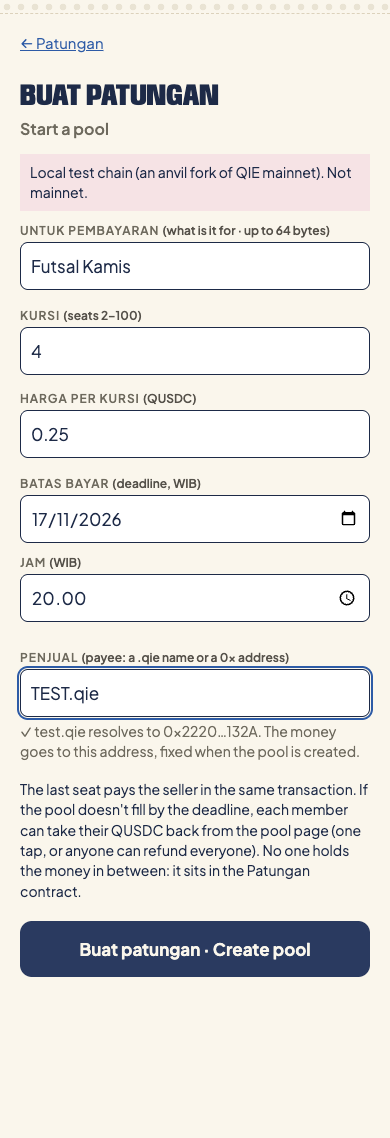 ← Patungan
BUAT PATUNGAN
Start a pool
Local test chain (an anvil fork of QIE mainnet). Not
mainnet.
UNTUK PEMBAYARAN (what is it for · up to 64 bytes)
Futsal Kamis
KURSI (seats 2–100)
4
HARGA PER KURSI (QUSDC)
0.25
BATAS BAYAR (deadline, WIB)
17/11/2026
JAM (WIB)
20.00
PENJUAL (payee: a .qie name or a 0x address)
TEST.qie
✓ test.qie resolves to 0×2220…132A. The money
goes to this address, fixed when the pool is created.
The last seat pays the seller in the same transaction. If
the pool doesn't fill by the deadline, each member
can take their QUSDC back from the pool page (one
tap, or anyone can refund everyone). No one holds
the money in between: it sits in the Patungan
contract.
Buat patungan · Create pool